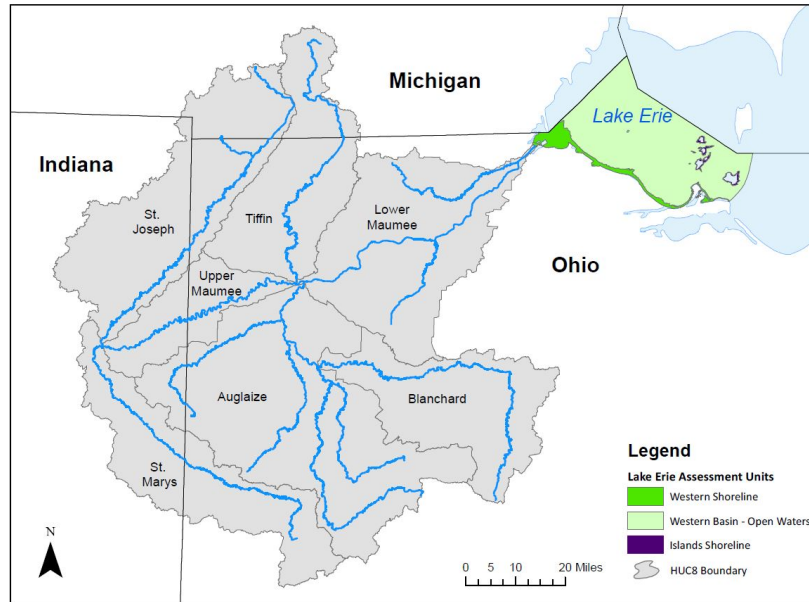 Michigan
Lake Erie
Indiana
St.
Joseph
Tiffin
Lower
Maumee
Upper
Maumee
Ohio
Auglaize
Blanchard
St.
Marys
Legend
Lake Erie Assessment Units
Western Shoreline
Western Basin - Open Waters
Islands Shoreline
HUC8 Boundary
N
0 5 10 20 Miles